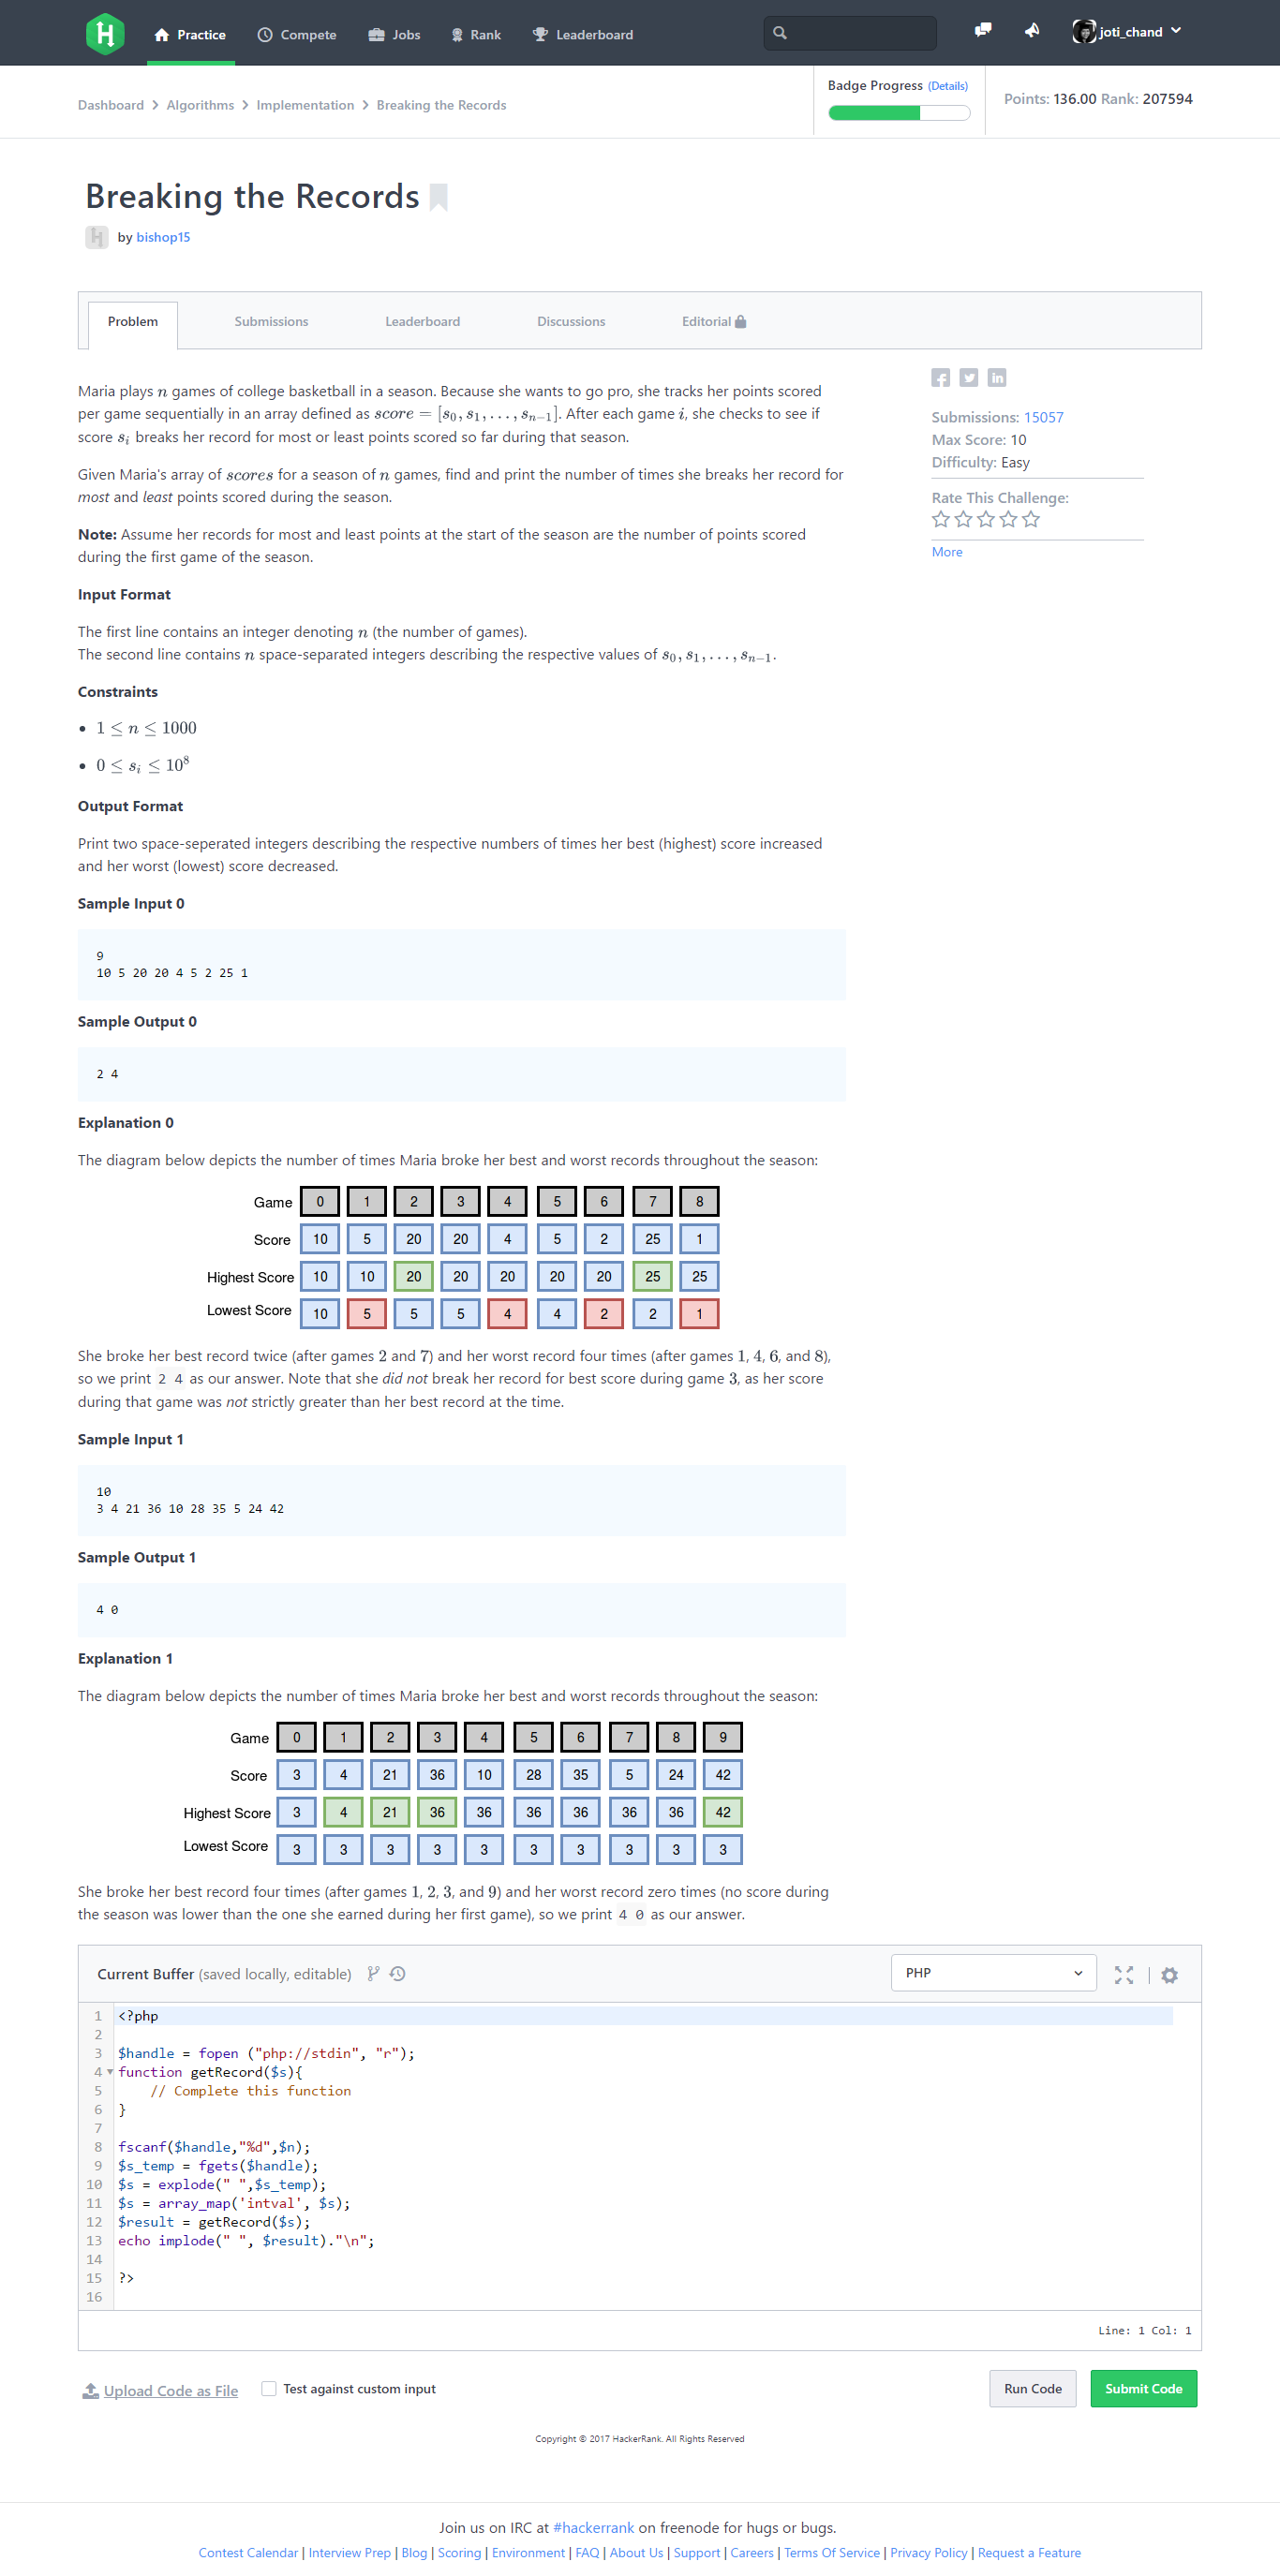 Practice Compete Jobs Rank Leaderboard joti_chand
Dashboard Algorithms Implementation Breaking the Records
Badge Progress (Details)
Points: 136.00 Rank: 207594
Breaking the Records
by bishop15
Problem Submissions Leaderboard Discussions Editorial
Maria plays n games of college basketball in a season. Because she wants to go pro, she tracks her points scored
per game sequentially in an array defined as score = [s0, s1, . . . , sn−1]. After each game i, she checks to see if
score si breaks her record for most or least points scored so far during that season.
Given Maria's array of scores for a season of n games, find and print the number of times she breaks her record for
most and least points scored during the season.
Note: Assume her records for most and least points at the start of the season are the number of points scored
during the first game of the season.
Input Format
The first line contains an integer denoting n (the number of games).
The second line contains n space-separated integers describing the respective values of s0, s1, . . . , sn−1.
Constraints
• 1 ≤ n ≤ 1000
• 0 ≤ si ≤ 10^8
Output Format
Print two space-seperated integers describing the respective numbers of times her best (highest) score increased
and her worst (lowest) score decreased.
Sample Input 0
9
10 5 20 20 4 5 2 25 1
Sample Output 0
2 4
Explanation 0
The diagram below depicts the number of times Maria broke her best and worst records throughout the season:
Game 0 1 2 3 4 5 6 7 8
Score 10 5 20 20 4 5 2 25 1
Highest Score 10 10 20 20 20 20 20 25 25
Lowest Score 10 5 5 5 4 4 2 2 1
She broke her best record twice (after games 2 and 7) and her worst record four times (after games 1, 4, 6, and 8),
so we print 2 4 as our answer. Note that she did not break her record for best score during game 3, as her score
during that game was not strictly greater than her best record at the time.
Sample Input 1
10
3 4 21 36 10 28 35 5 24 42
Sample Output 1
4 0
Explanation 1
The diagram below depicts the number of times Maria broke her best and worst records throughout the season:
Game 0 1 2 3 4 5 6 7 8 9
Score 3 4 21 36 10 28 35 5 24 42
Highest Score 3 4 21 36 36 36 36 36 36 42
Lowest Score 3 3 3 3 3 3 3 3 3 3
She broke her best record four times (after games 1, 2, 3, and 9) and her worst record zero times (no score during
the season was lower than the one she earned during her first game), so we print 4 0 as our answer.
Submissions: 15057
Max Score: 10
Difficulty: Easy
Rate This Challenge:
More
Current Buffer (saved locally, editable) PHP
1 <?php
2
3 $handle = fopen ("php://stdin", "r");
4 function getRecord($s){
5     // Complete this function
6 }
7
8 fscanf($handle,"%d",$n);
9 $s_temp = fgets($handle);
10 $s = explode(" ",$s_temp);
11 $s = array_map('intval', $s);
12 $result = getRecord($s);
13 echo implode(" ", $result)."\n";
14
15 ?>
16
Line: 1 Col: 1
Upload Code as File Test against custom input Run Code Submit Code
Copyright © 2017 HackerRank. All Rights Reserved
Join us on IRC at #hackerrank on freenode for hugs or bugs.
Contest Calendar | Interview Prep | Blog | Scoring | Environment | FAQ | About Us | Support | Careers | Terms Of Service | Privacy Policy | Request a Feature